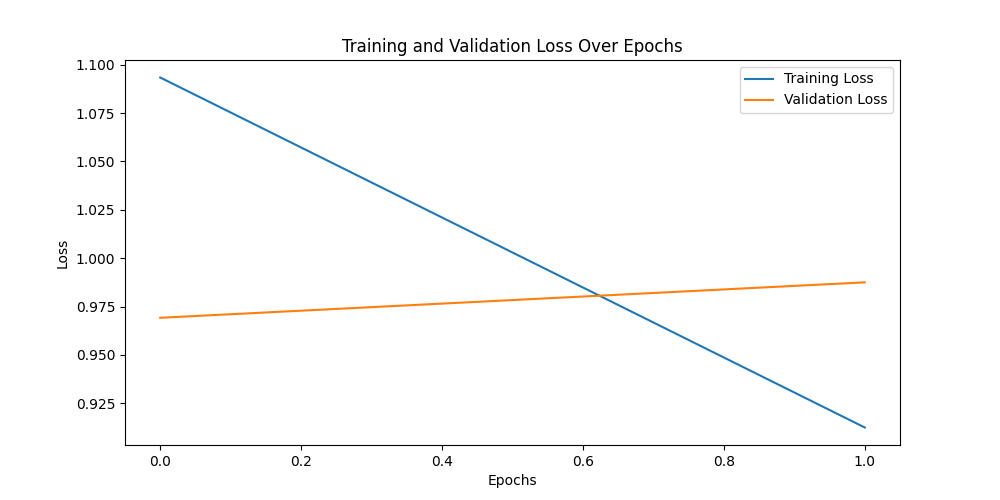 Training and Validation Loss Over Epochs
Training Loss
Validation Loss
Loss
1.100
1.075
1.050
1.025
1.000
0.975
0.950
0.925
0.0
0.2
0.4
0.6
0.8
1.0
Epochs